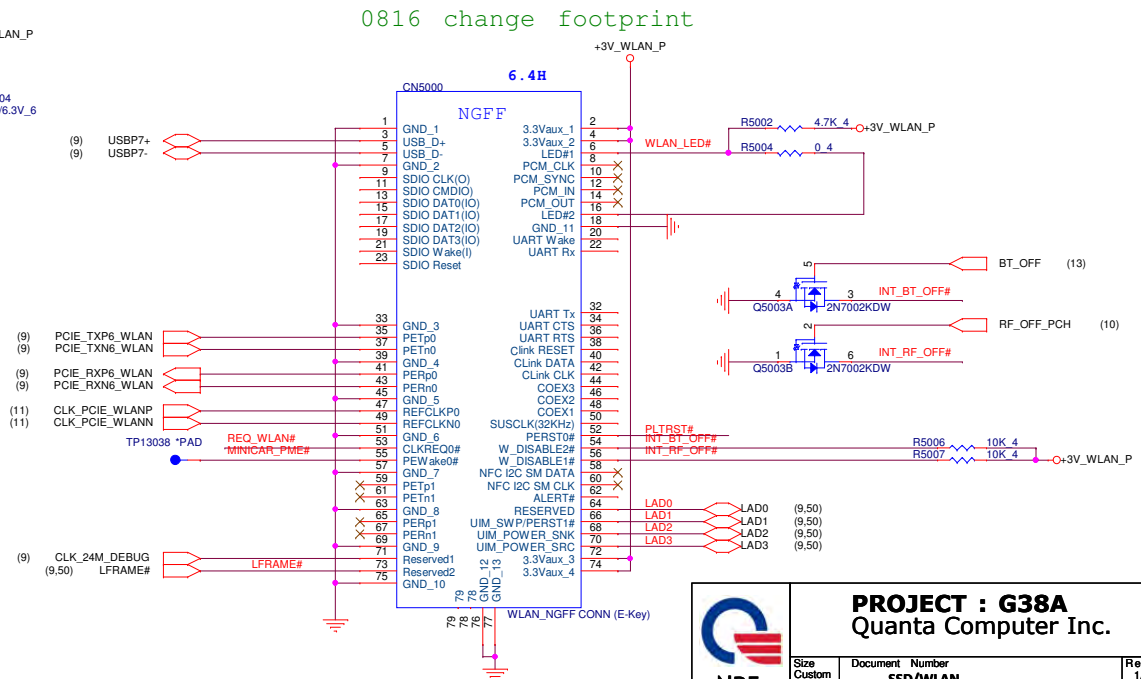 0816 change footprint
LAN_P
+3V_WLAN_P
6.4H
CN5000
NGFF
04
/6.3V_6
1 GND_1
3 USB_D+
5 USB_D-
7 GND_2
9 SDIO CLK(O)
11 SDIO CMDIO)
13 SDIO DAT0(IO)
15 SDIO DAT1(IO)
17 SDIO DAT2(IO)
19 SDIO DAT3(IO)
21 SDIO Wake(I)
23 SDIO Reset
33 GND_3
35 PETp0
37 PETn0
39 GND_4
41 PERp0
43 PERn0
45 GND_5
47 REFCLKP0
49 REFCLKN0
51 GND_6
53 CLKREQ0#
55 PEWake0#
57 GND_7
59 PETp1
61 PETn1
63 GND_8
65 PERp1
67 PERn1
69 GND_9
71 Reserved1
73 Reserved2
75 GND_10
3.3Vaux_1 2
3.3Vaux_2 4
LED#1 6
PCM_CLK 8
PCM_SYNC 10
PCM_IN 12
PCM_OUT 14
LED#2 16
GND_11 18
UART Wake 20
UART Rx 22
UART Tx 32
UART CTS 34
UART RTS 36
Clink RESET 38
CLink DATA 40
CLink CLK 42
COEX3 44
COEX2 46
COEX1 48
SUSCLK(32KHz) 50
PERST0# 52
W_DISABLE2# 54
W_DISABLE1# 56
NFC I2C SM DATA 58
NFC I2C SM CLK 60
ALERT# 62
RESERVED 64
UIM_SWP/PERST1# 66
UIM_POWER_SNK 68
UIM_POWER_SRC 70
3.3Vaux_3 72
3.3Vaux_4 74
79 78 GND_12 GND_13
79 78 76 77
WLAN_NGFF CONN (E-Key)
(9) USBP7+
(9) USBP7-
(9) PCIE_TXP6_WLAN
(9) PCIE_TXN6_WLAN
(9) PCIE_RXP6_WLAN
(9) PCIE_RXN6_WLAN
(11) CLK_PCIE_WLANP
(11) CLK_PCIE_WLANN
TP13038 *PAD
REQ_WLAN#
MINICAR_PME#
(9) CLK_24M_DEBUG
(9,50) LFRAME#
LFRAME#
WLAN_LED#
R5002 4.7K_4
+3V_WLAN_P
R5004 0_4
5
BT_OFF (13)
4 3 INT_BT_OFF#
Q5003A 2N7002KDW
2
RF_OFF_PCH (10)
1 6 INT_RF_OFF#
Q5003B 2N7002KDW
PLTRST#
INT_BT_OFF#
INT_RF_OFF#
R5006 10K_4
R5007 10K_4
+3V_WLAN_P
LAD0 LAD0 (9,50)
LAD1 LAD1 (9,50)
LAD2 LAD2 (9,50)
LAD3 LAD3 (9,50)
PROJECT : G38A
Quanta Computer Inc.
Size
Custom
Document Number
SSD/WLAN